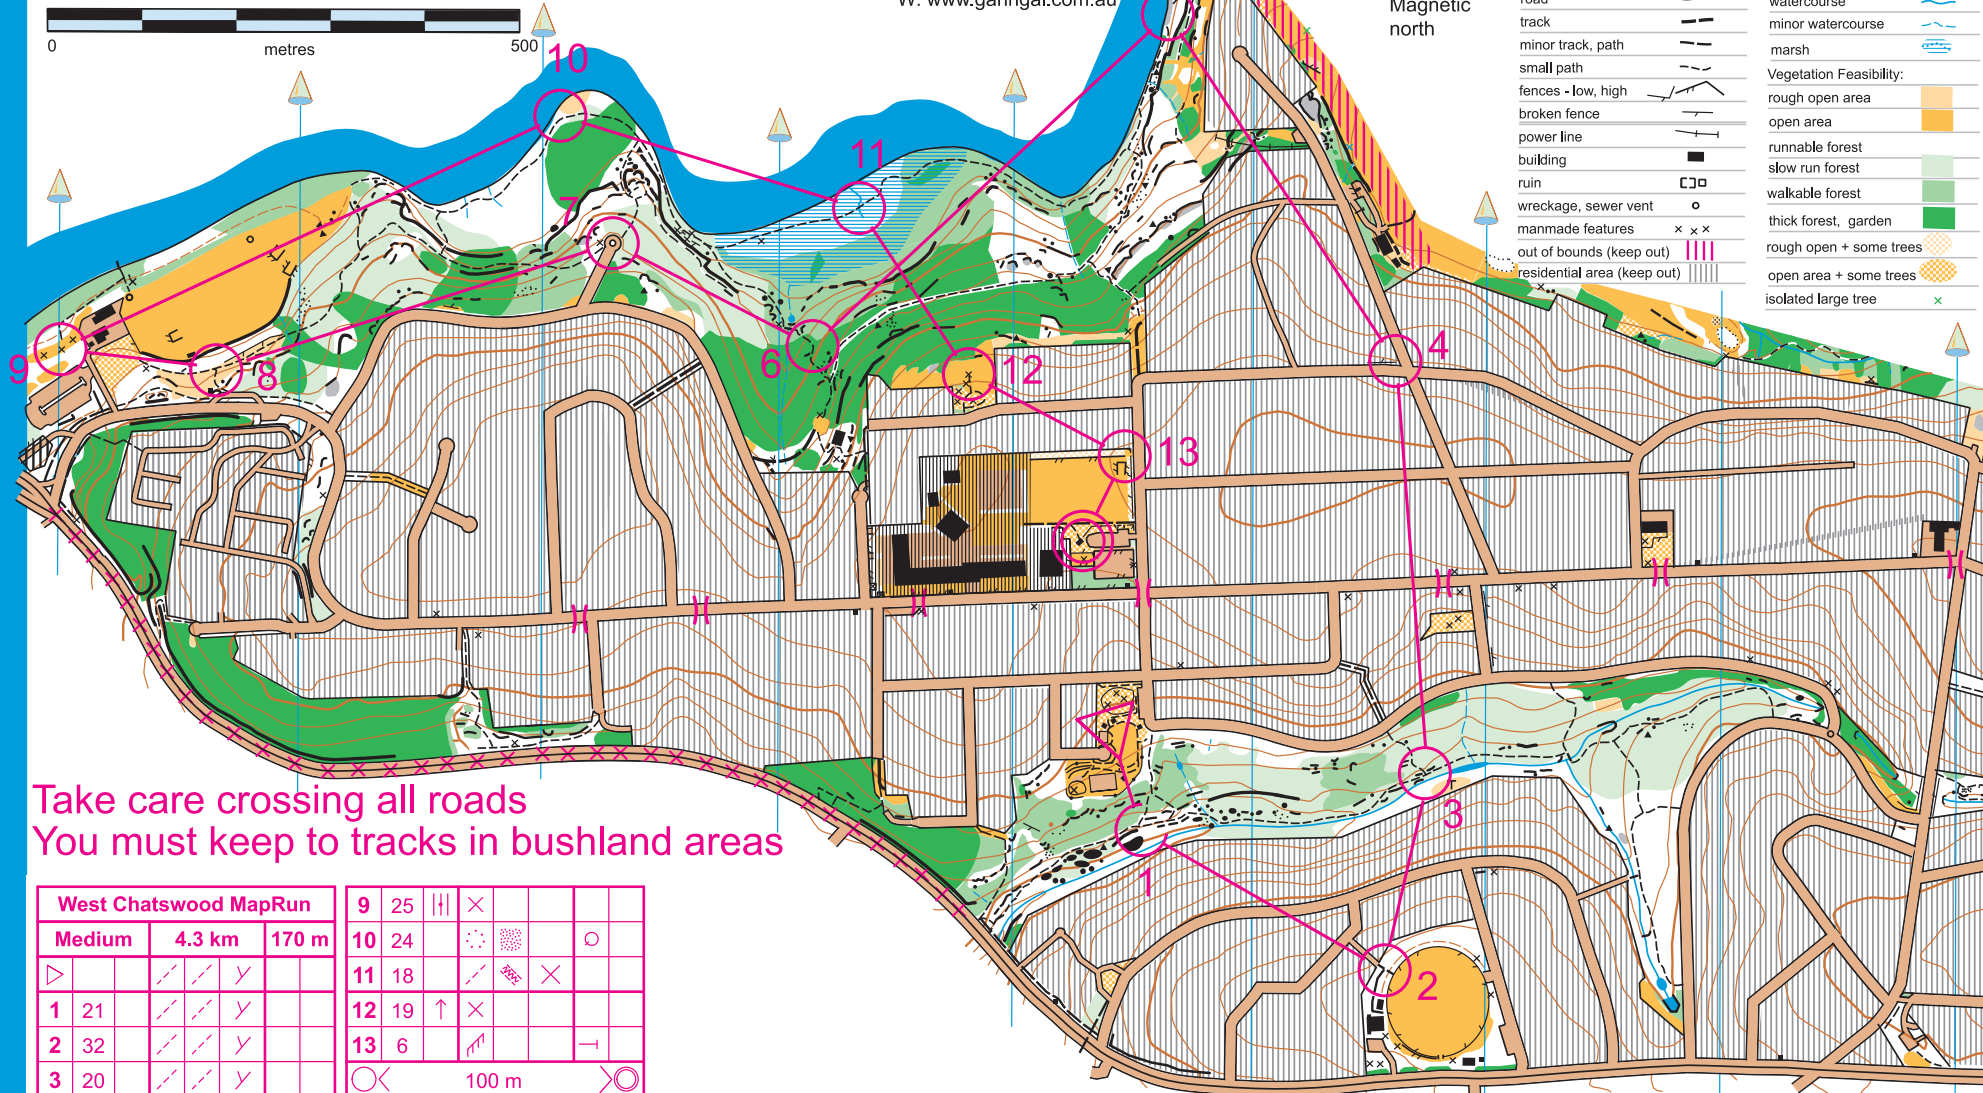 0 metres 500
W: www.garingal.com.au
Magnetic
north
road
track
minor track, path
small path
fences - low, high
broken fence
power line
building
ruin
wreckage, sewer vent
manmade features
out of bounds (keep out)
residential area (keep out)
watercourse
minor watercourse
marsh
Vegetation Feasibility:
rough open area
open area
runnable forest
slow run forest
walkable forest
thick forest, garden
rough open + some trees
open area + some trees
isolated large tree
10
11
7
9
8
6
12
4
13
3
1
2
Take care crossing all roads
You must keep to tracks in bushland areas
West Chatswood MapRun
Medium 4.3 km 170 m
1 21
2 32
3 20
9 25
10 24
11 18
12 19
13 6
100 m